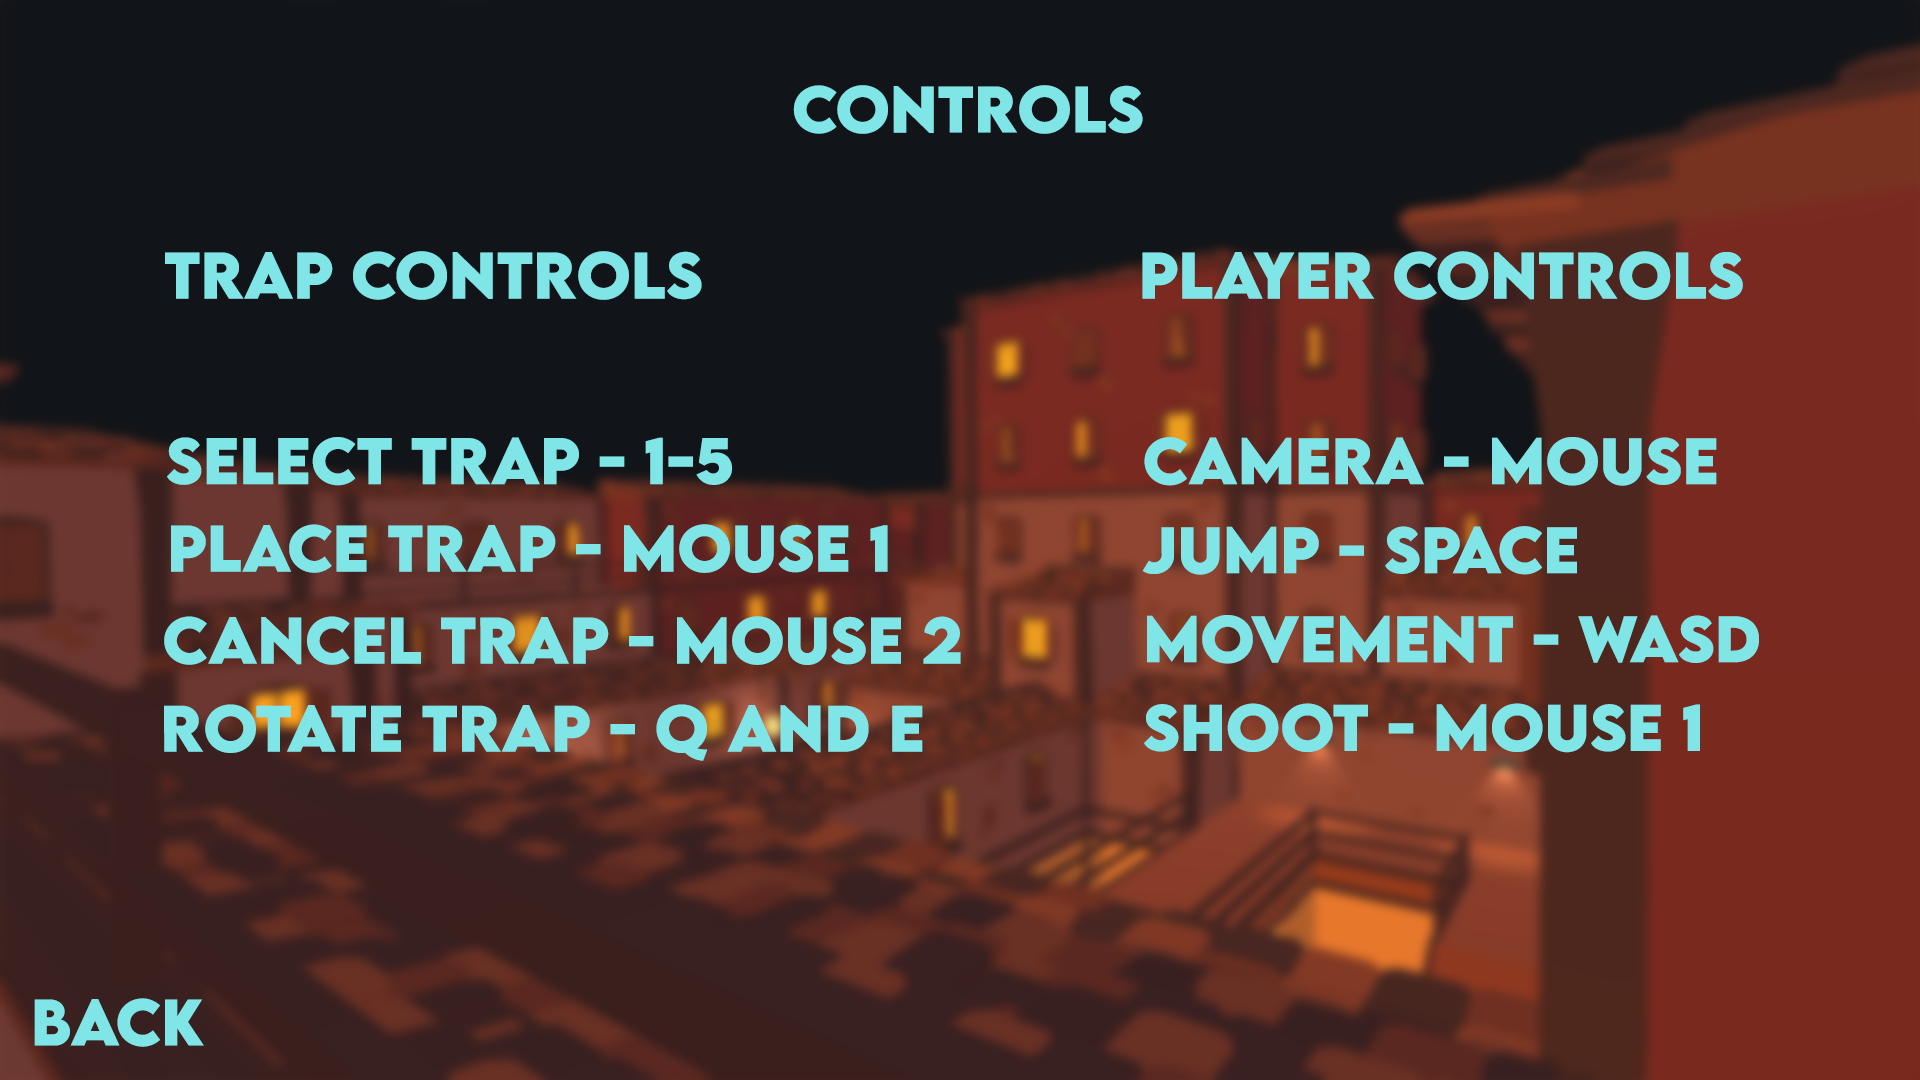 CONTROLS
TRAP CONTROLS
SELECT TRAP - 1-5
PLACE TRAP - MOUSE 1
CANCEL TRAP - MOUSE 2
ROTATE TRAP - Q AND E
PLAYER CONTROLS
CAMERA - MOUSE
JUMP - SPACE
MOVEMENT - WASD
SHOOT - MOUSE 1
BACK